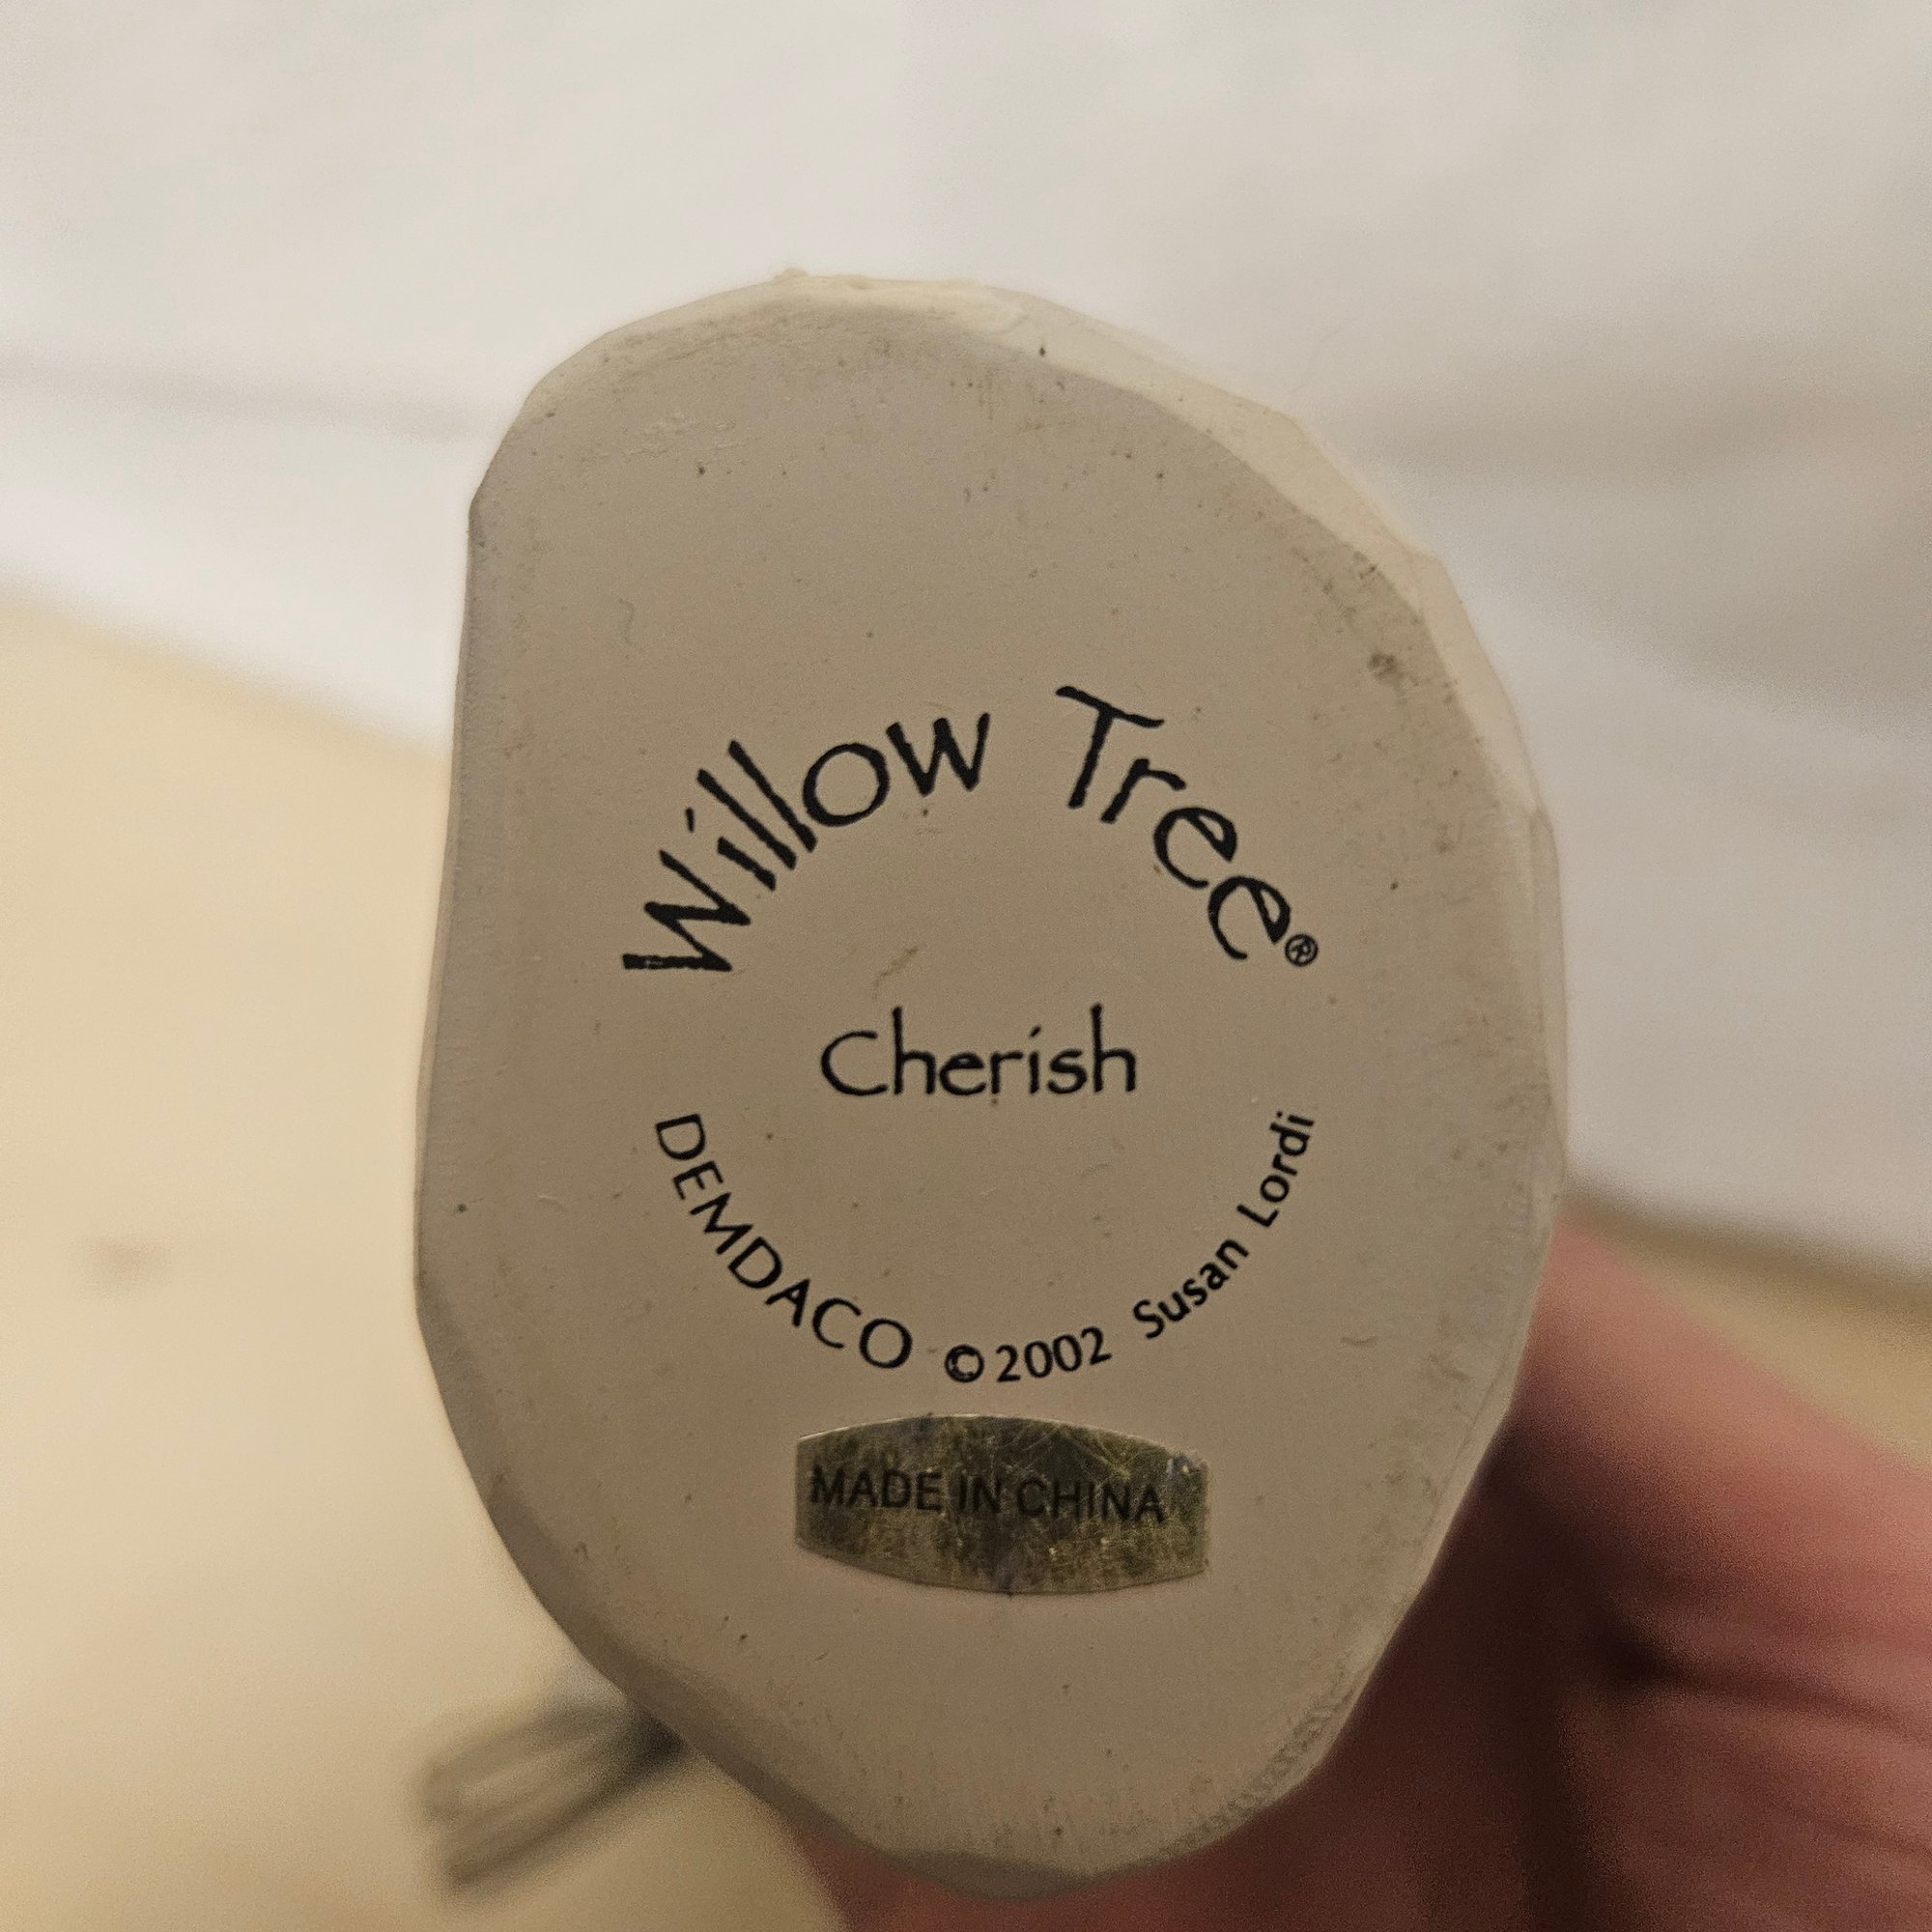 Willow Tree®
Cherish
DEMDACO ©2002 Susan Lordi
MADE IN CHINA